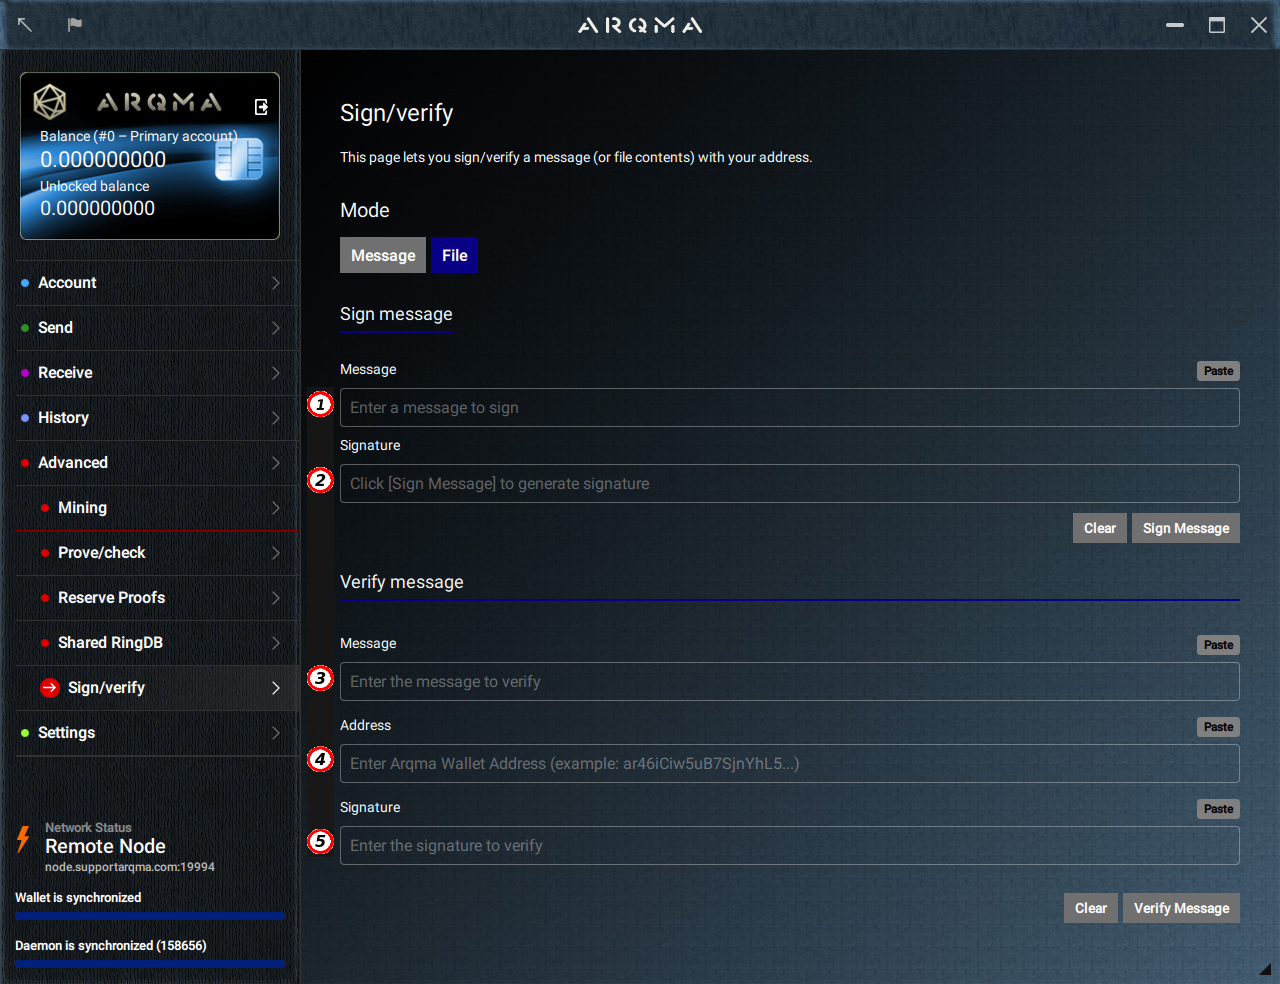 ARQMA
ARQMA
Balance (#0 – Primary account)
0.000000000
Unlocked balance
0.000000000
Account
Send
Receive
History
Advanced
Mining
Prove/check
Reserve Proofs
Shared RingDB
Sign/verify
Settings
Network Status
Remote Node
node.supportarqma.com:19994
Wallet is synchronized
Daemon is synchronized (158656)
Sign/verify
This page lets you sign/verify a message (or file contents) with your address.
Mode
Message File
Sign message
Message Paste
1 Enter a message to sign
Signature
2 Click [Sign Message] to generate signature
Clear Sign Message
Verify message
Message Paste
3 Enter the message to verify
Address Paste
4 Enter Arqma Wallet Address (example: ar46iCiw5uB7SjnYhL5...)
Signature Paste
5 Enter the signature to verify
Clear Verify Message